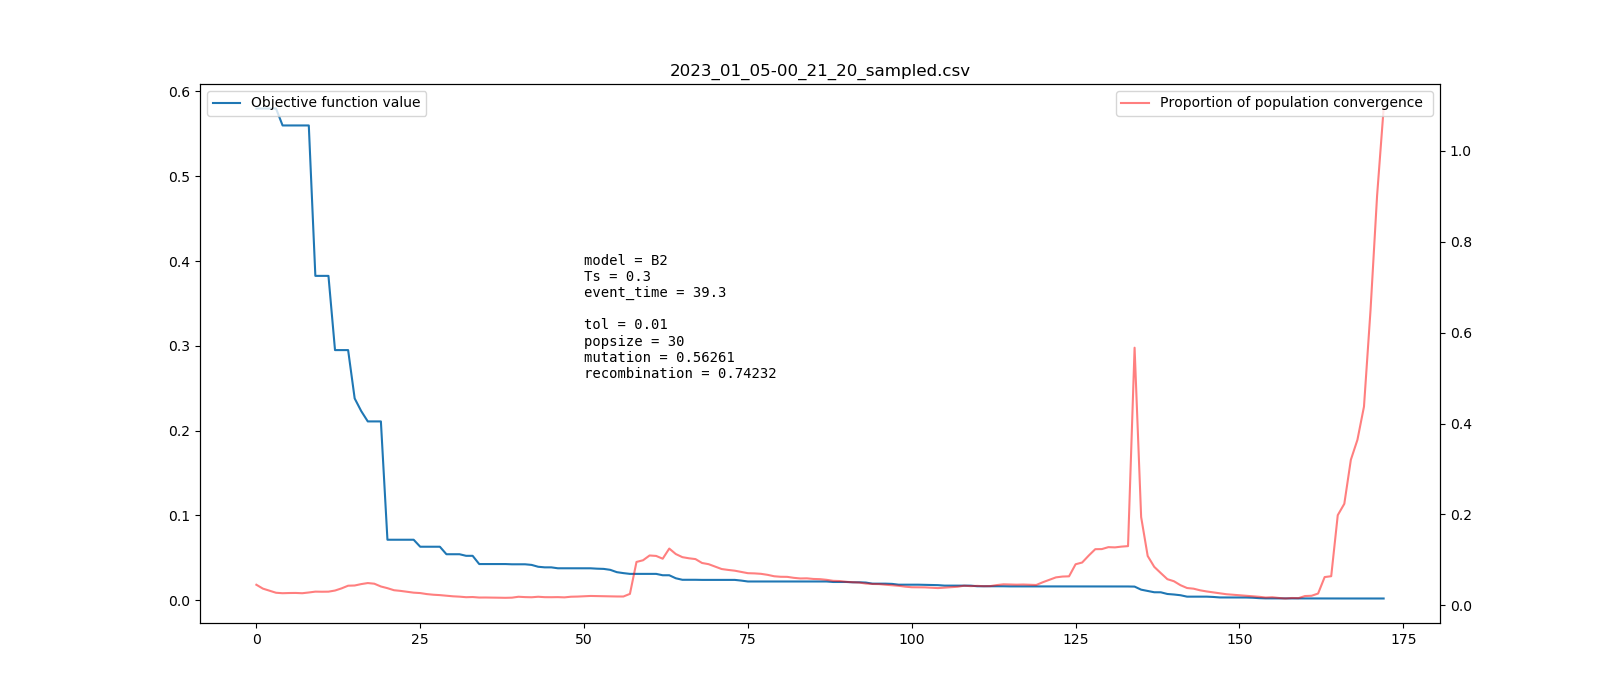 2023_01_05-00_21_20_sampled.csv
Objective function value
Proportion of population convergence
0.6
0.5
0.4
0.3
0.2
0.1
0.0
1.0
0.8
0.6
0.4
0.2
0.0
model = B2
Ts = 0.3
event_time = 39.3
tol = 0.01
popsize = 30
mutation = 0.56261
recombination = 0.74232
0 25 50 75 100 125 150 175